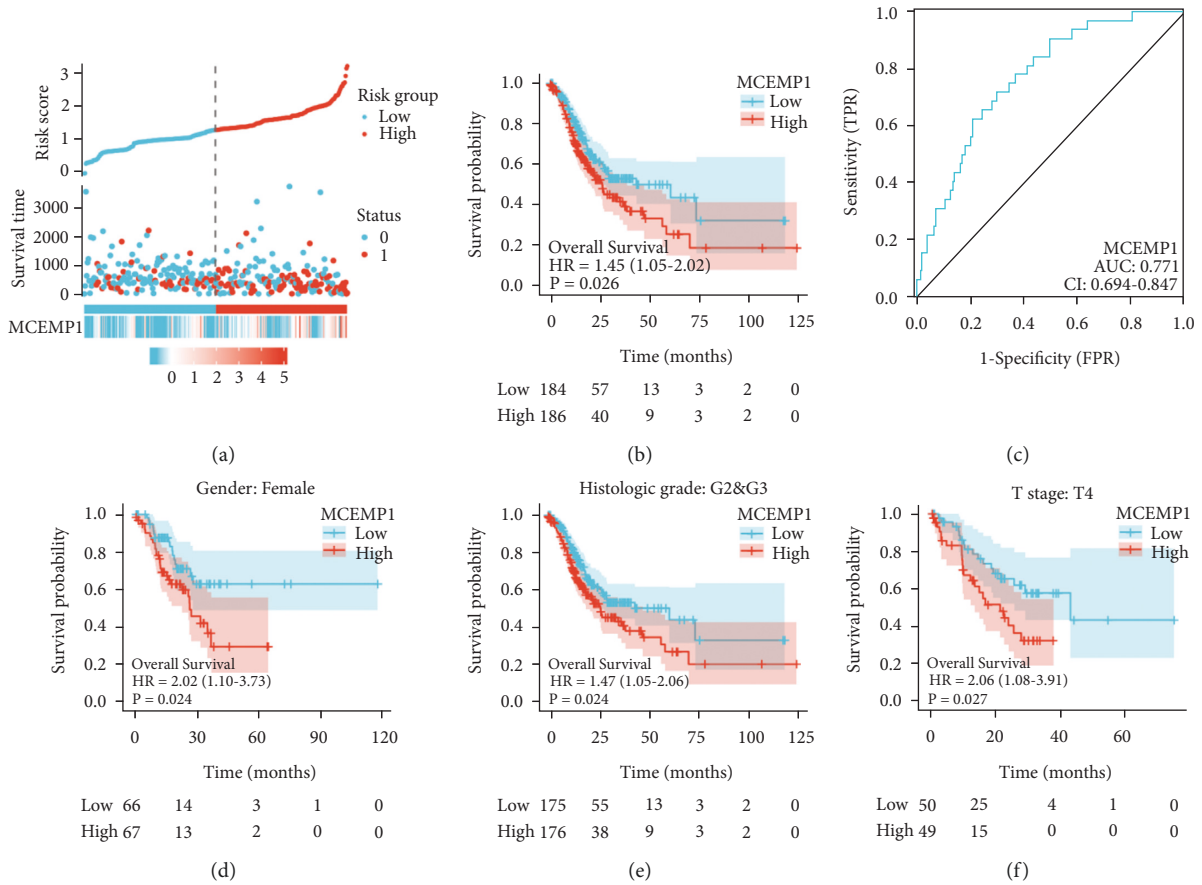 3
2
1
0
Risk score
Risk group
Low
High
3000
2000
1000
0
Survival time
Status
0
1
MCEMP1
0 1 2 3 4 5
(a)
MCEMP1
Low
High
1.0
0.8
0.6
0.4
0.2
0.0
Survival probability
Overall Survival
HR = 1.45 (1.05-2.02)
P = 0.026
0 25 50 75 100 125
Time (months)
Low 184 57 13 3 2 0
High 186 40 9 3 2 0
(b)
1.0
0.8
0.6
0.4
0.2
0.0
Sensitivity (TPR)
MCEMP1
AUC: 0.771
CI: 0.694-0.847
0.0 0.2 0.4 0.6 0.8 1.0
1-Specificity (FPR)
(c)
Gender: Female
MCEMP1
Low
High
1.0
0.8
0.6
0.4
0.2
0.0
Survival probability
Overall Survival
HR = 2.02 (1.10-3.73)
P = 0.024
0 30 60 90 120
Time (months)
Low 66 14 3 1 0
High 67 13 2 0 0
(d)
Histologic grade: G2&G3
MCEMP1
Low
High
1.0
0.8
0.6
0.4
0.2
0.0
Survival probability
Overall Survival
HR = 1.47 (1.05-2.06)
P = 0.024
0 25 50 75 100 125
Time (months)
Low 175 55 13 3 2 0
High 176 38 9 3 2 0
(e)
T stage: T4
MCEMP1
Low
High
1.0
0.8
0.6
0.4
0.2
0.0
Survival probability
Overall Survival
HR = 2.06 (1.08-3.91)
P = 0.027
0 20 40 60
Time (months)
Low 50 25 4 1 0
High 49 15 0 0 0
(f)